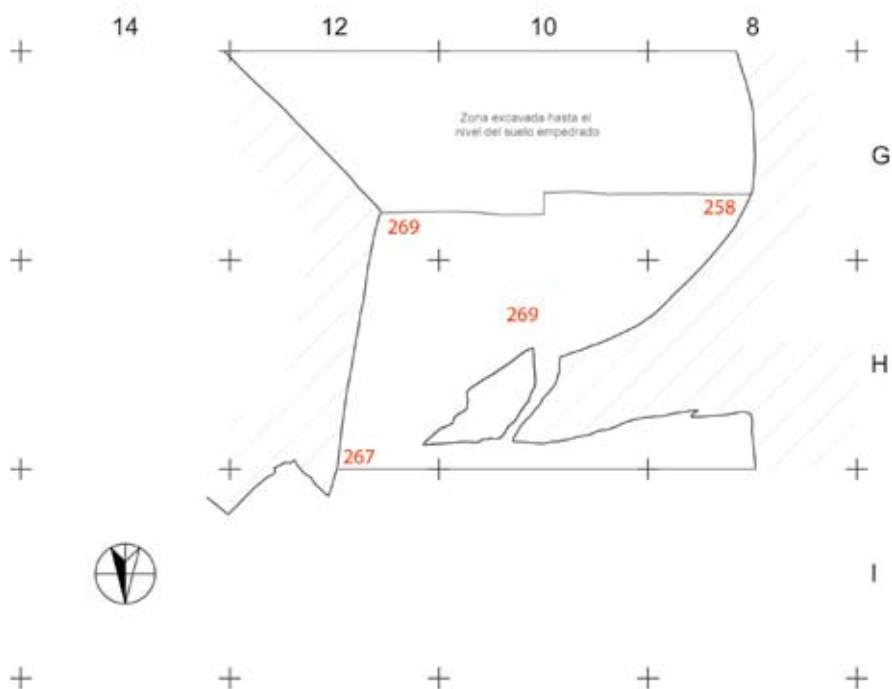 14 12 10 8
Zona excavada hasta el
nivel del suelo empedrado
G
258
269
269
H
267
I